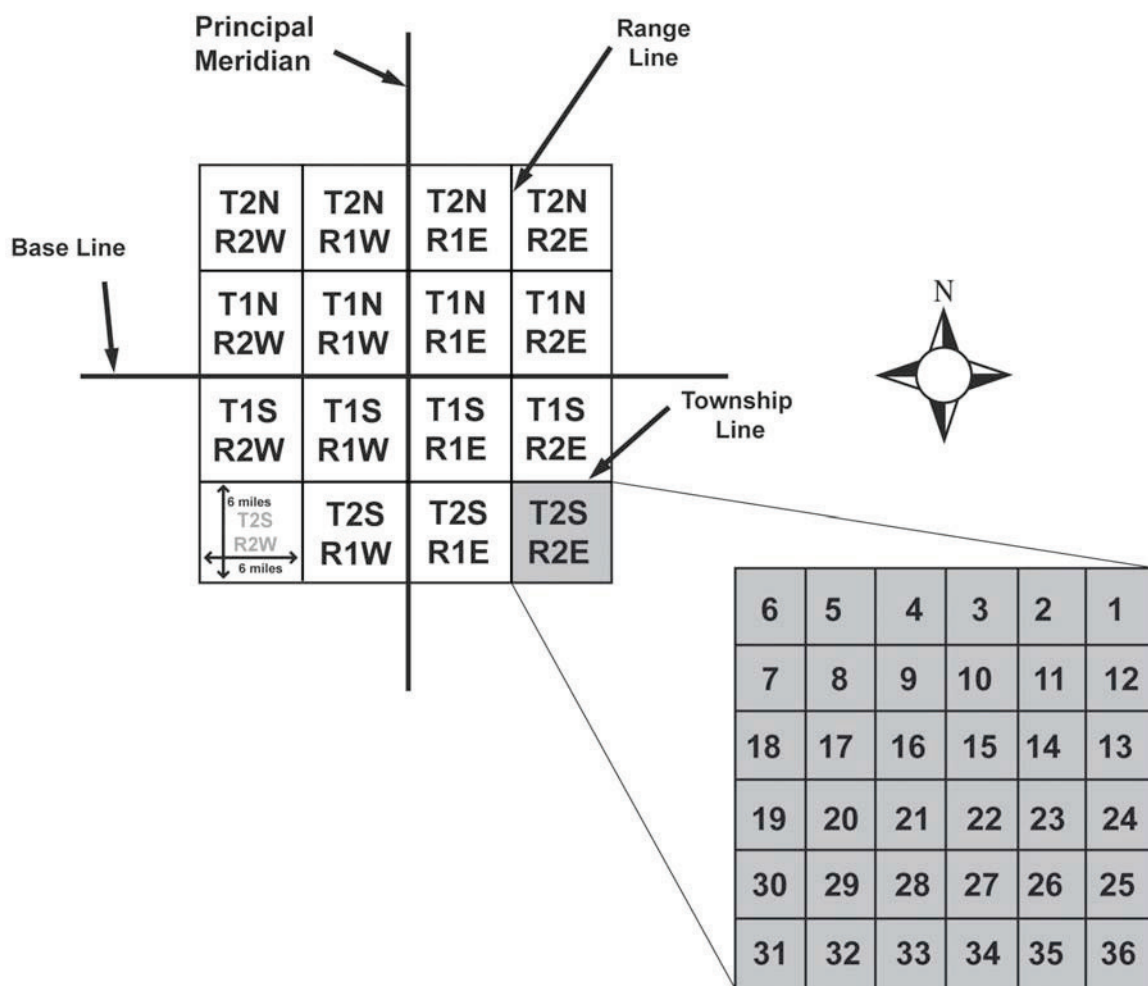 Principal
Meridian
Range
Line
T2N T2N T2N T2N
R2W R1W R1E R2E
Base Line
T1N T1N T1N T1N
R2W R1W R1E R2E
N
T1S T1S T1S T1S
R2W R1W R1E R2E
Township
Line
6 miles
T2S
R2W
6 miles
T2S T2S T2S
R1W R1E R2E
6 5 4 3 2 1
7 8 9 10 11 12
18 17 16 15 14 13
19 20 21 22 23 24
30 29 28 27 26 25
31 32 33 34 35 36